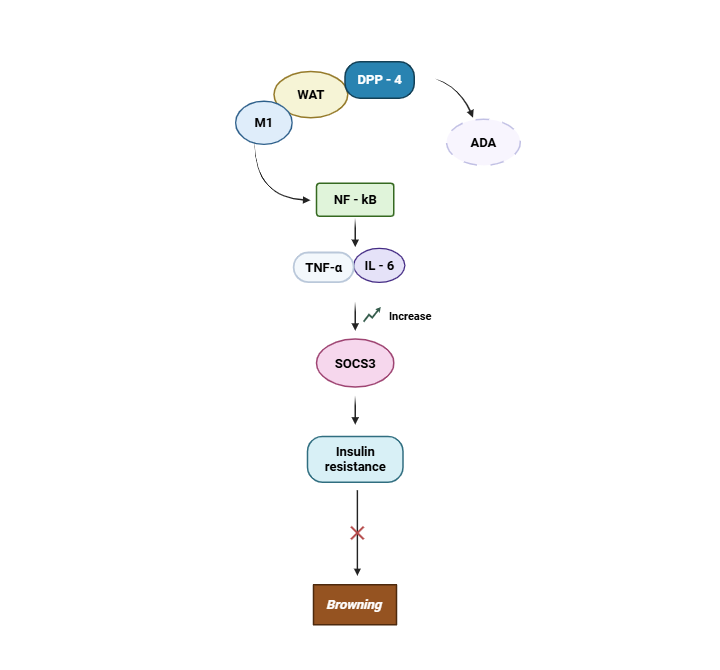 DPP - 4
WAT
M1
ADA
NF - kB
TNF-α
IL - 6
Increase
SOCS3
Insulin
resistance
Browning